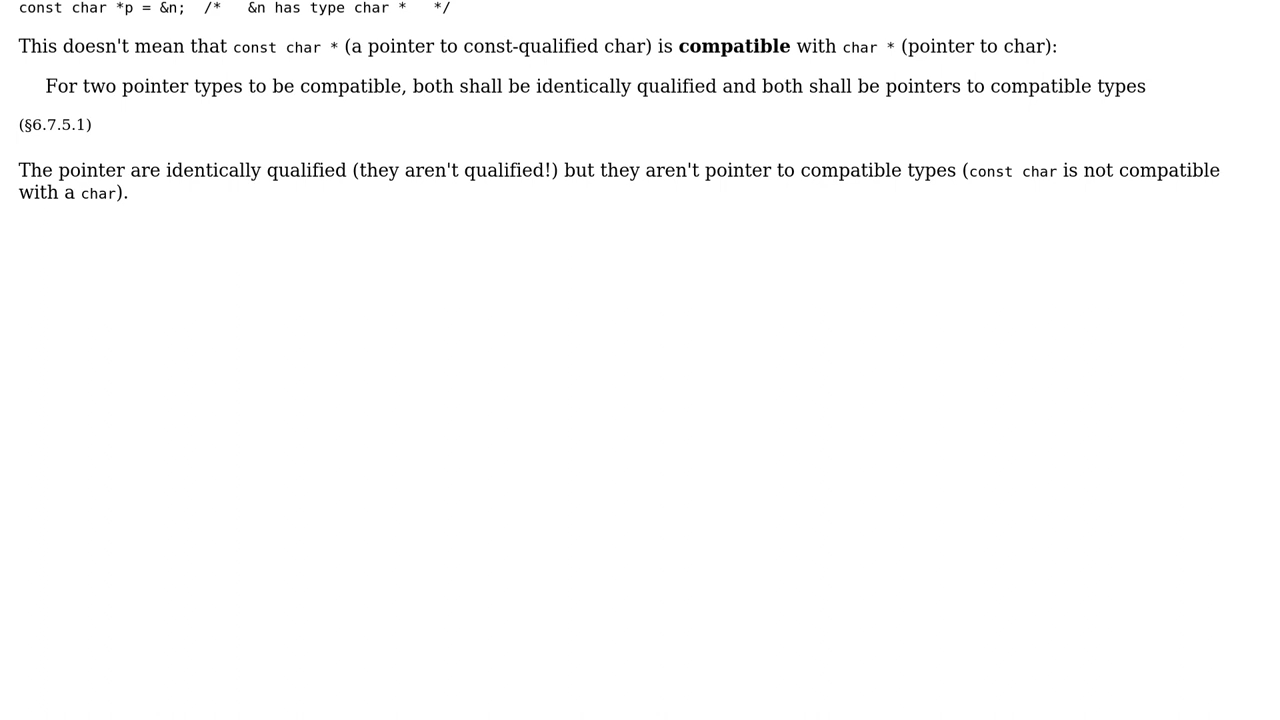 const char *p = &n;  /*   &n has type char *   */
This doesn't mean that const char * (a pointer to const-qualified char) is compatible with char * (pointer to char):
For two pointer types to be compatible, both shall be identically qualified and both shall be pointers to compatible types
(§6.7.5.1)
The pointer are identically qualified (they aren't qualified!) but they aren't pointer to compatible types (const char is not compatible
with a char).